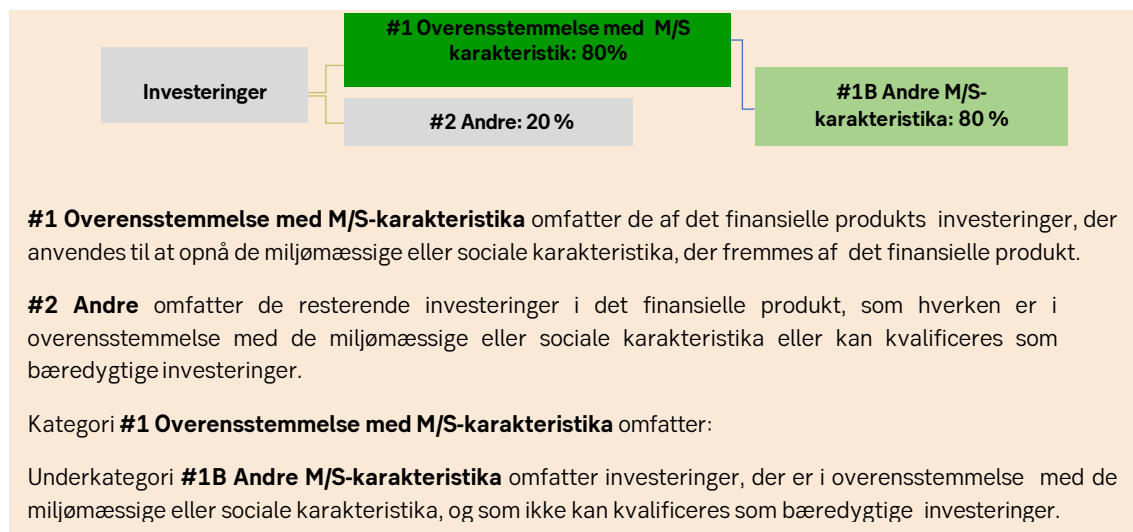 #1 Overensstemmelse med M/S
karakteristik: 80%
Investeringer
#2 Andre: 20 %
#1B Andre M/S-
karakteristika: 80 %
#1 Overensstemmelse med M/S-karakteristika omfatter de af det finansielle produkts investeringer, der
anvendes til at opnå de miljømæssige eller sociale karakteristika, der fremmes af det finansielle produkt.
#2 Andre omfatter de resterende investeringer i det finansielle produkt, som hverken er i
overensstemmelse med de miljømæssige eller sociale karakteristika eller kan kvalificeres som
bæredygtige investeringer.
Kategori #1 Overensstemmelse med M/S-karakteristika omfatter:
Underkategori #1B Andre M/S-karakteristika omfatter investeringer, der er i overensstemmelse med de
miljømæssige eller sociale karakteristika, og som ikke kan kvalificeres som bæredygtige investeringer.